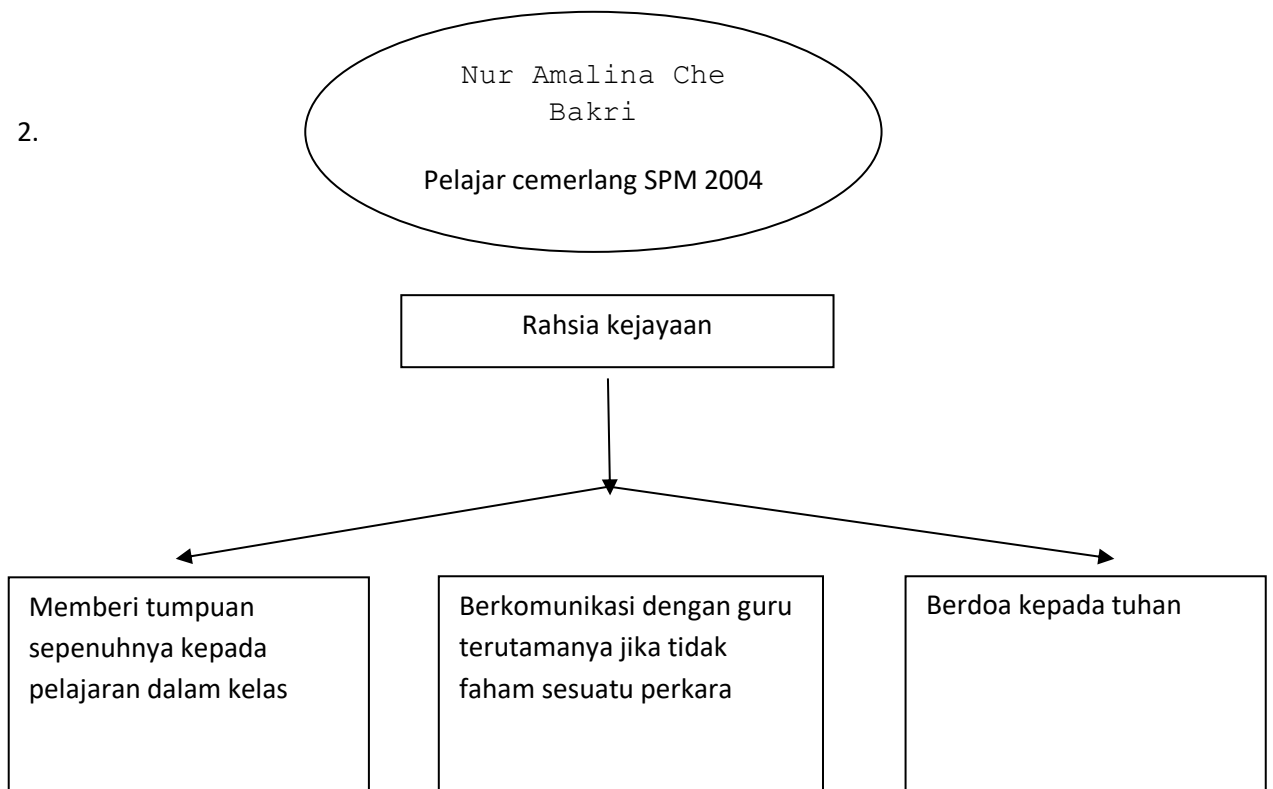 Nur Amalina Che
Bakri
2.
Pelajar cemerlang SPM 2004
Rahsia kejayaan
Memberi tumpuan
sepenuhnya kepada
pelajaran dalam kelas
Berkomunikasi dengan guru
terutamanya jika tidak
faham sesuatu perkara
Berdoa kepada tuhan